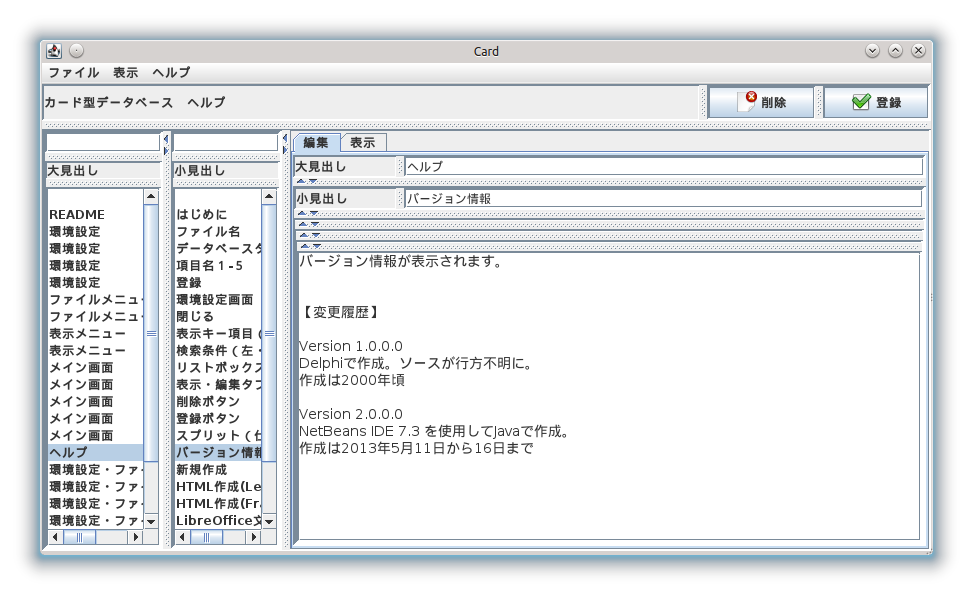 Card
ファイル 表示 ヘルプ
カード型データベース ヘルプ
削除
登録
大見出し
README
環境設定
環境設定
環境設定
環境設定
ファイルメニュ
ファイルメニュ
表示メニュー
表示メニュー
メイン画面
メイン画面
メイン画面
メイン画面
メイン画面
ヘルプ
環境設定・ファ
環境設定・ファ
環境設定・ファ
環境設定・ファ
小見出し
はじめに
ファイル名
データベース
項目名１-５
登録
環境設定画面
閉じる
表示キー項目（
検索条件（左・
リストボックス
表示・編集タブ
削除ボタン
登録ボタン
スプリット（
バージョン情報
新規作成
HTML作成(Le
HTML作成(Fr
LibreOffice文
編集 表示
大見出し ヘルプ
小見出し バージョン情報
バージョン情報が表示されます。
【変更履歴】
Version 1.0.0.0
Delphiで作成。ソースが行方不明に。
作成は2000年頃
Version 2.0.0.0
NetBeans IDE 7.3 を使用してJavaで作成。
作成は2013年5月11日から16日まで